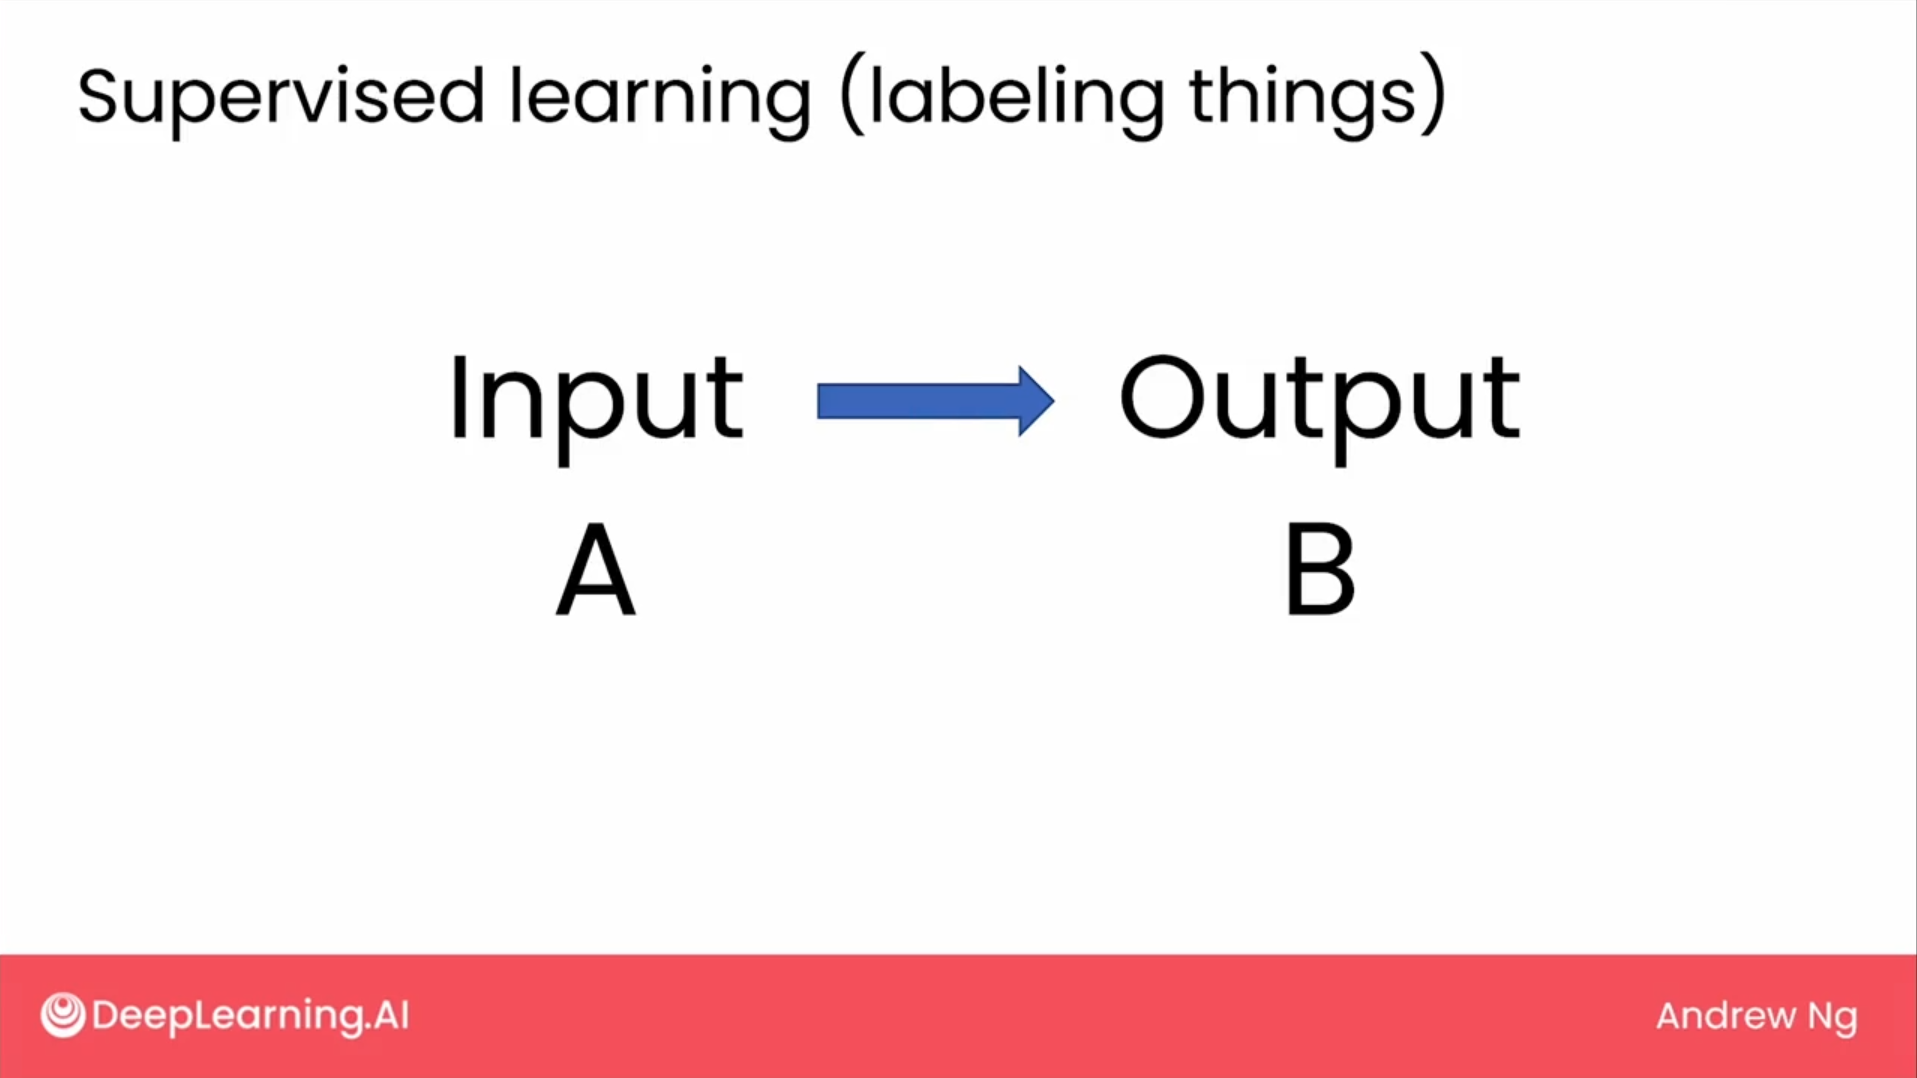 Supervised learning (labeling things)
Input Output
A B
DeepLearning.AI Andrew Ng